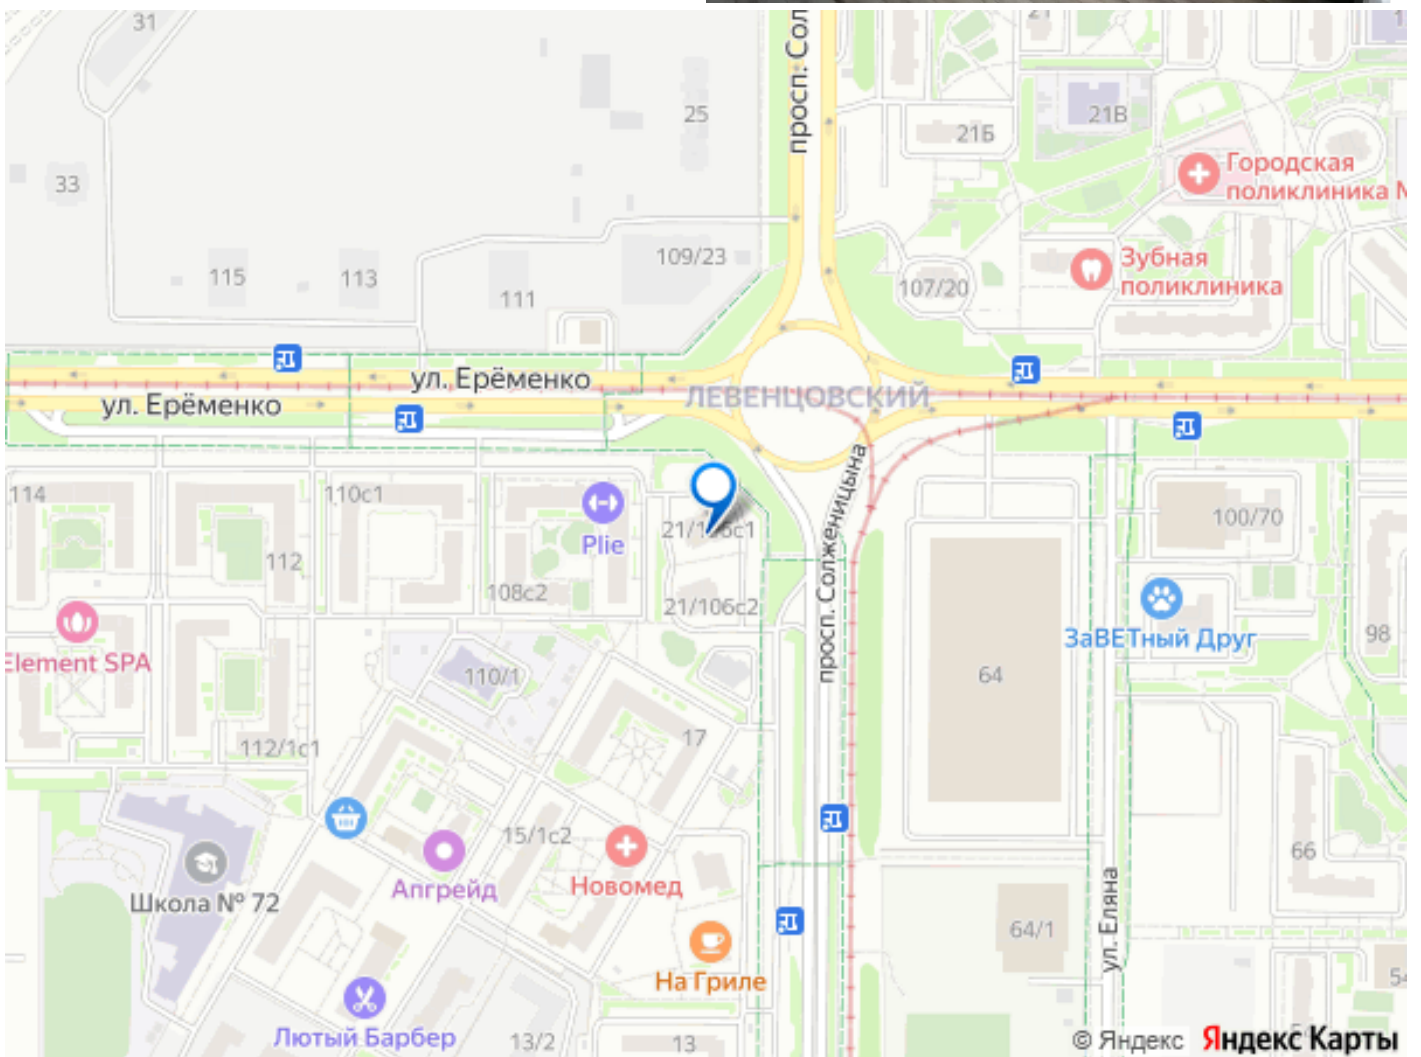 31
просп. Сол
25
21Б
21В
33
Городская
поликлиника
Зубная
поликлиника
109/23
115
113
111
107/20
ул. Ерёменко
ул. Ерёменко
ЛЕВЕНЦОВСКИЙ
просп. Солженицына
114
110с1
Plie
21/106с1
100/70
112
108с2
21/106с2
ЗаВЕТный Друг
98
Element SPA
110/1
64
17
112/1с1
15/1с2
Апгрейд
Новомед
Школа № 72
66
64/1
ул. Еляна
На Гриле
Лютый Барбер
13/2
13
© Яндекс Яндекс Карты